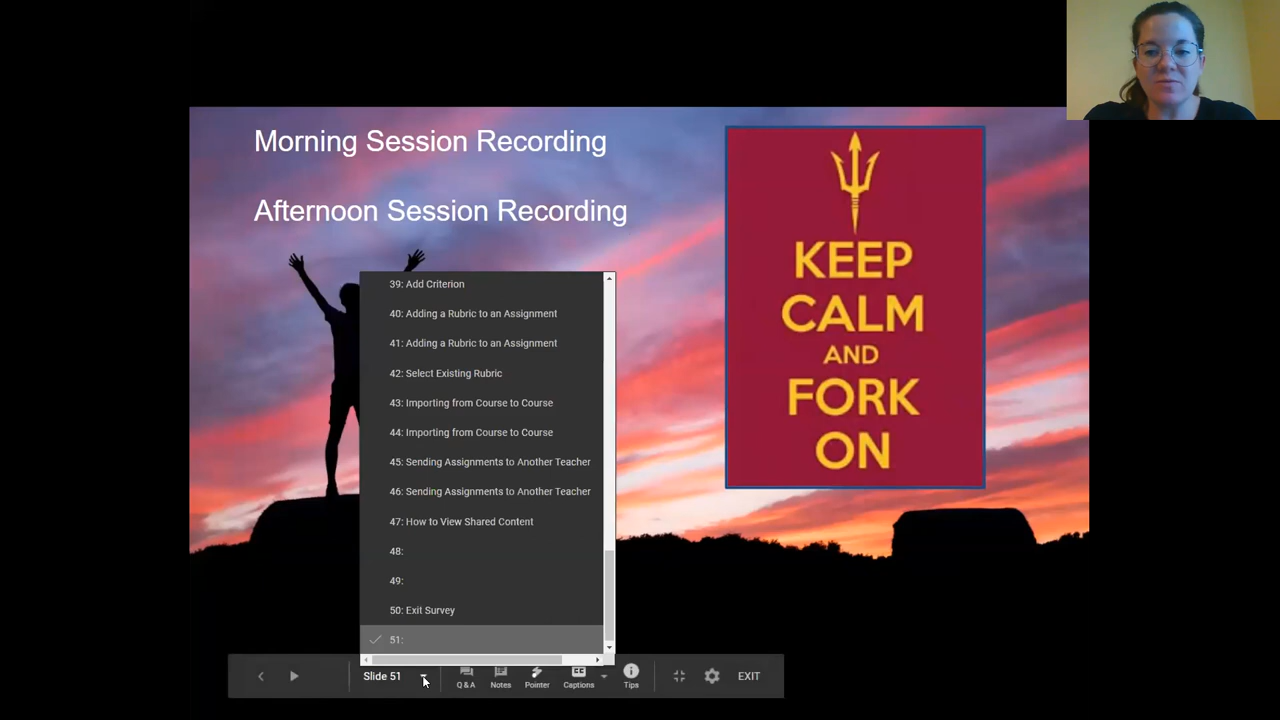 Morning Session Recording
Afternoon Session Recording
KEEP
CALM
AND
FORK
ON
39: Add Criterion
40: Adding a Rubric to an Assignment
41: Adding a Rubric to an Assignment
42: Select Existing Rubric
43: Importing from Course to Course
44: Importing from Course to Course
45: Sending Assignments to Another Teacher
46: Sending Assignments to Another Teacher
47: How to View Shared Content
48:
49:
50: Exit Survey
51:
Slide 51
Q & A
Notes
Pointer
CC
Captions
Tips
EXIT